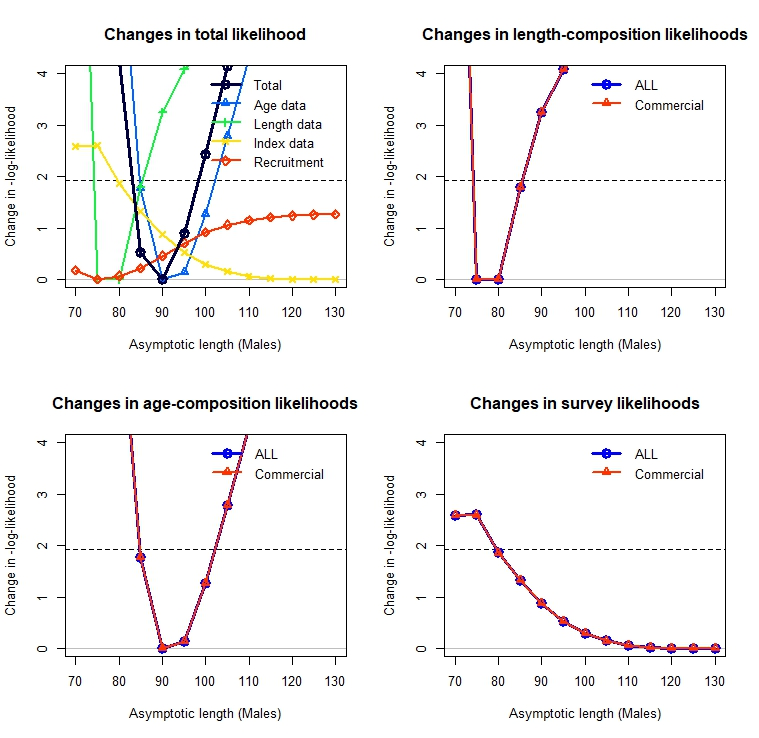 Changes in total likelihood
Change in -log-likelihood
4
3
2
1
0
Total
Age data
Length data
Index data
Recruitment
70 80 90 100 110 120 130
Asymptotic length (Males)
Changes in length-composition likelihoods
Change in -log-likelihood
4
3
2
1
0
ALL
Commercial
70 80 90 100 110 120 130
Asymptotic length (Males)
Changes in age-composition likelihoods
Change in -log-likelihood
4
3
2
1
0
ALL
Commercial
70 80 90 100 110 120 130
Asymptotic length (Males)
Changes in survey likelihoods
Change in -log-likelihood
4
3
2
1
0
ALL
Commercial
70 80 90 100 110 120 130
Asymptotic length (Males)